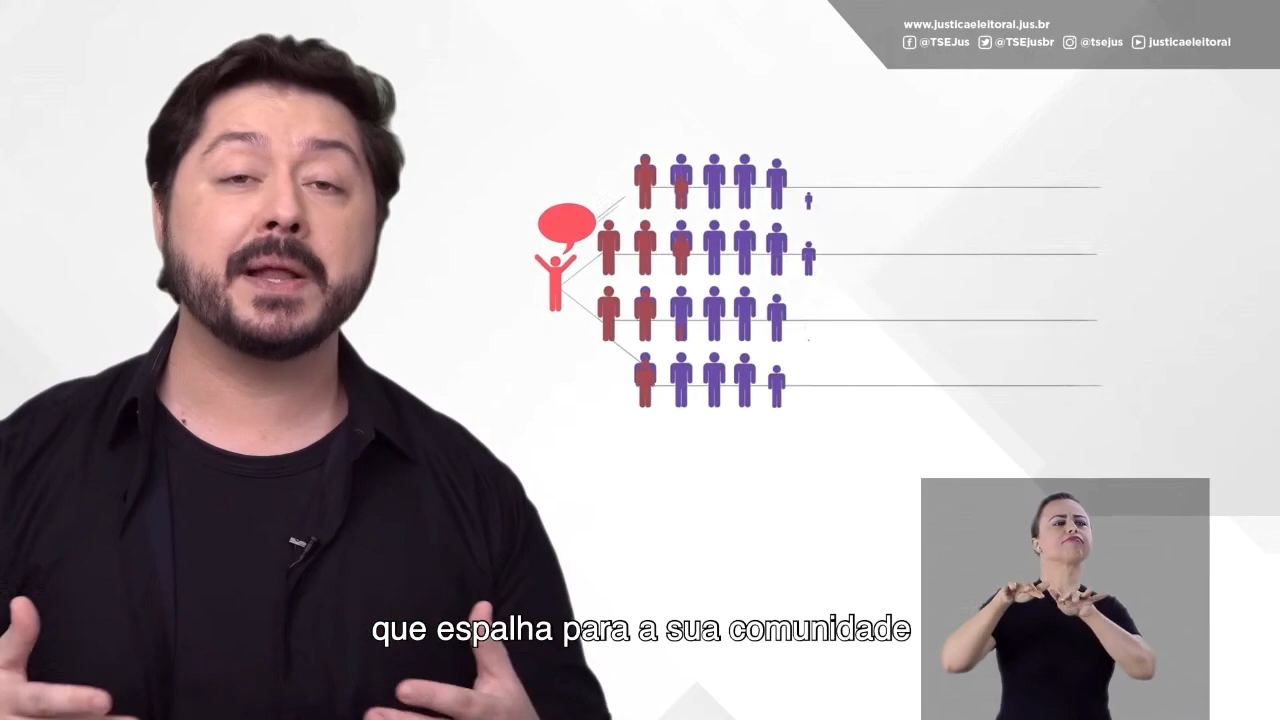 www.justicaeleitoral.jus.br
@TSEJus @TSEjusbr @tsejus justicaeleitoral
que espalha para a sua comunidade